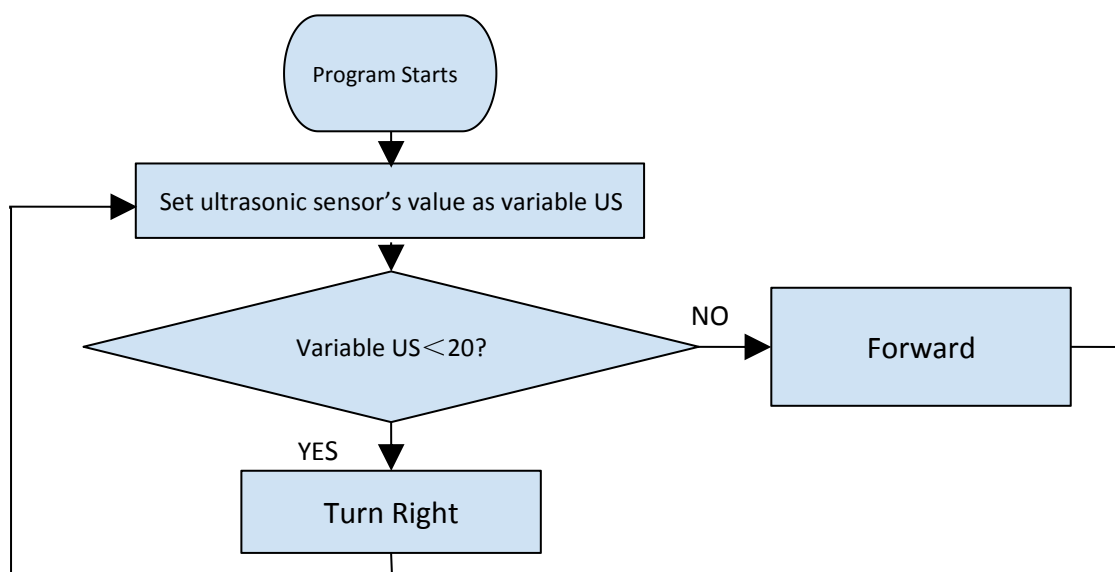 Program Starts
Set ultrasonic sensor’s value as variable US
Variable US＜20?
NO
Forward
YES
Turn Right